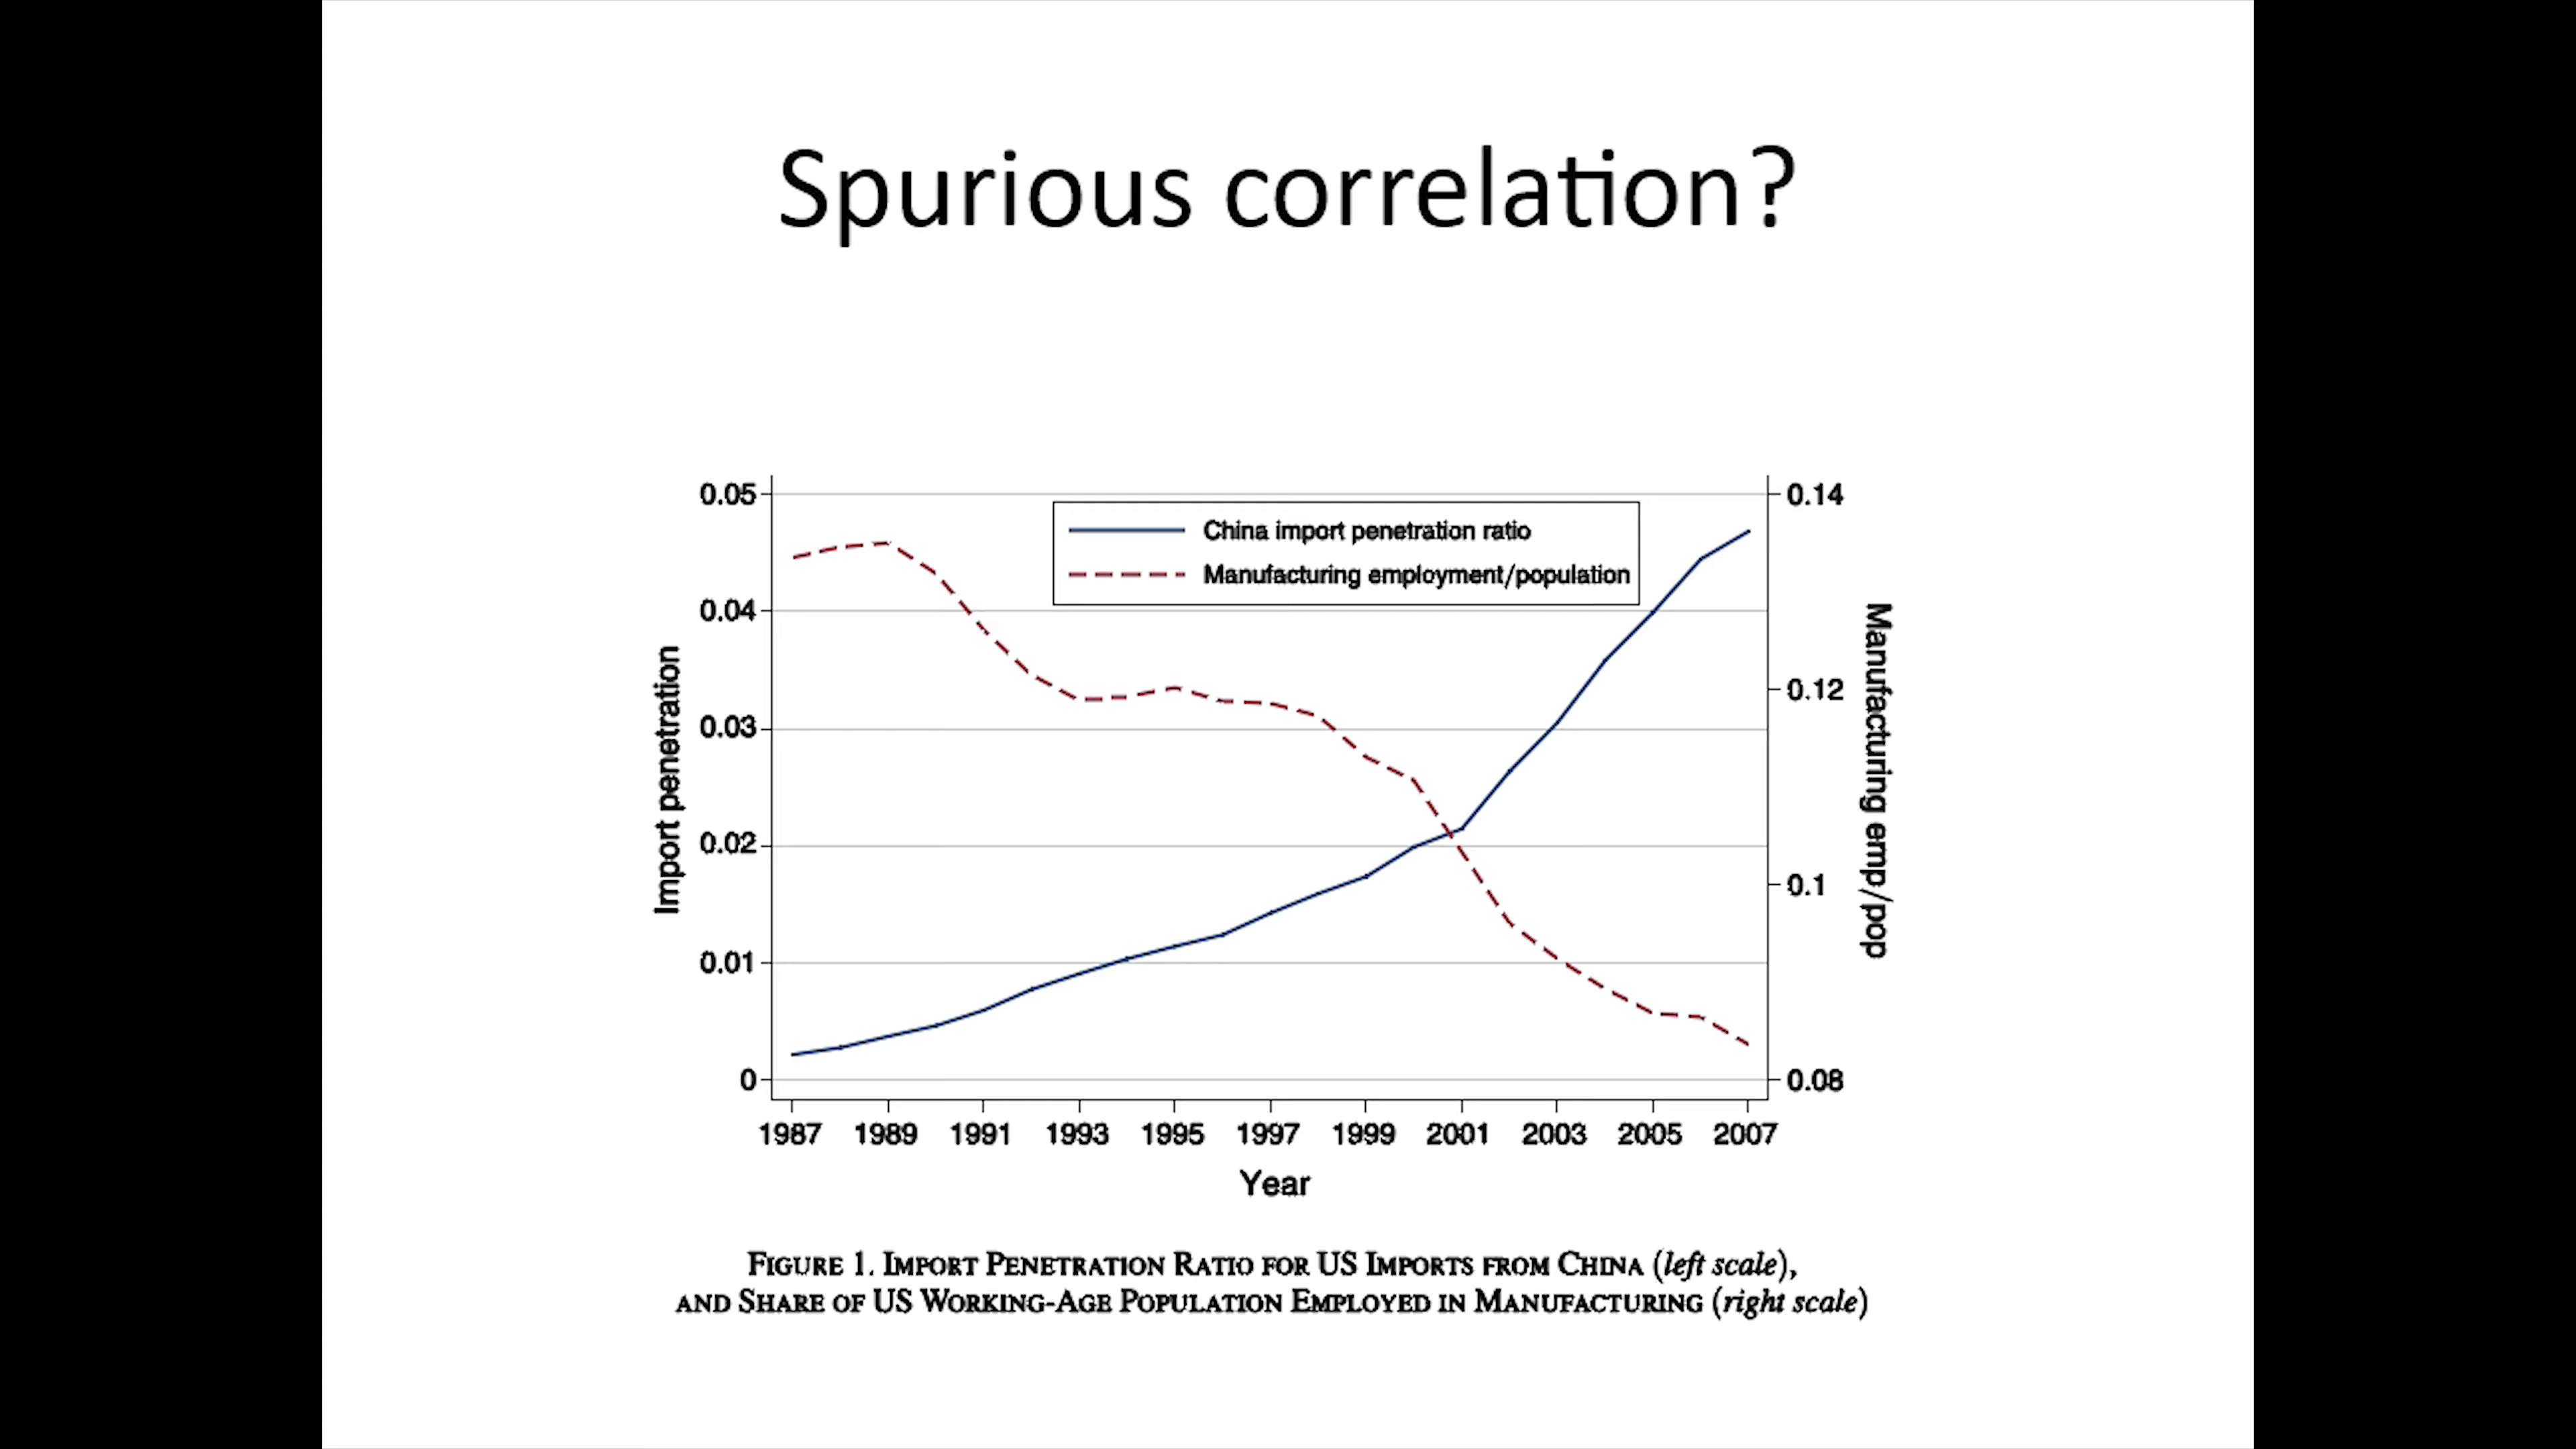 Spurious correlation?
China import penetration ratio
Manufacturing employment/population
0.05
0.04
0.03
0.02
0.01
0
Import penetration
0.14
0.12
0.1
0.08
Manufacturing emp/pop
1987 1989 1991 1993 1995 1997 1999 2001 2003 2005 2007
Year
Figure 1. Import Penetration Ratio for US Imports from China (left scale),
and Share of US Working-Age Population Employed in Manufacturing (right scale)